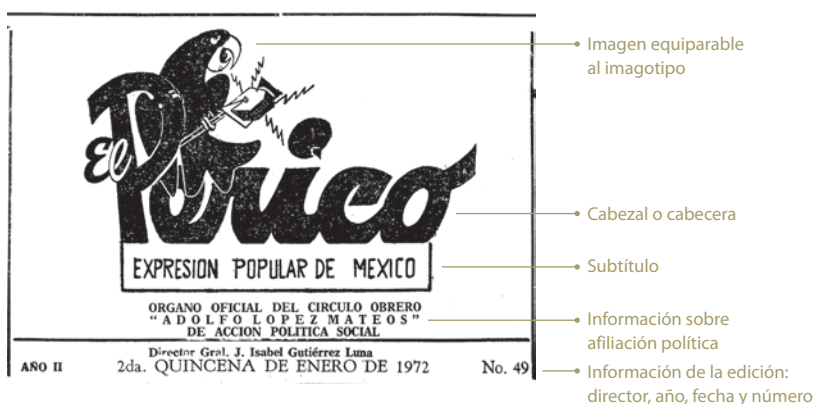 El Perico
EXPRESION POPULAR DE MEXICO
ORGANO OFICIAL DEL CIRCULO OBRERO
"ADOLFO LOPEZ MATEOS"
DE ACCION POLITICA SOCIAL
Director Gral. J. Isabel Gutiérrez Luna
AÑO II 2da. QUINCENA DE ENERO DE 1972 No. 49
Imagen equiparable
al imagotipo
Cabezal o cabecera
Subtítulo
Información sobre
afiliación política
Información de la edición:
director, año, fecha y número